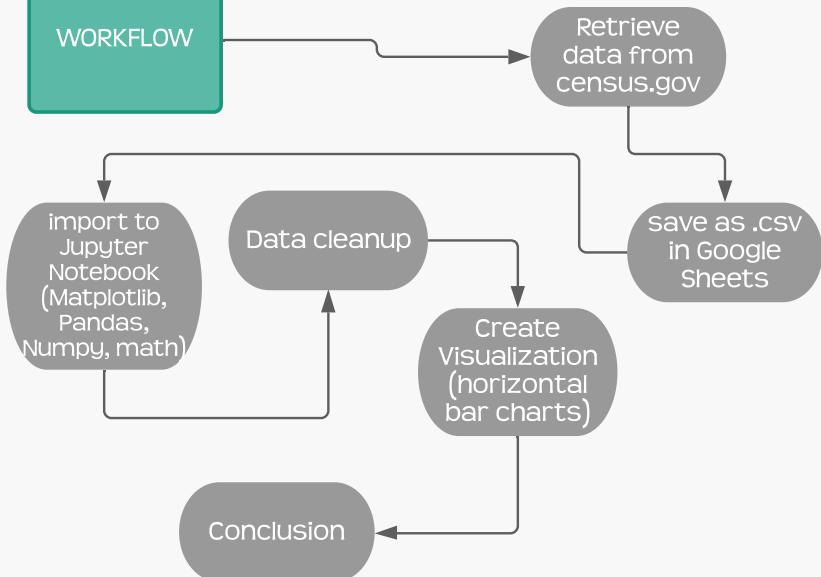 WORKFLOW
Retrieve
data from
census.gov
save as .csv
in Google
Sheets
import to
Jupyter
Notebook
(Matplotlib,
Pandas,
Numpy, math)
Data cleanup
Create
Visualization
(horizontal
bar charts)
Conclusion